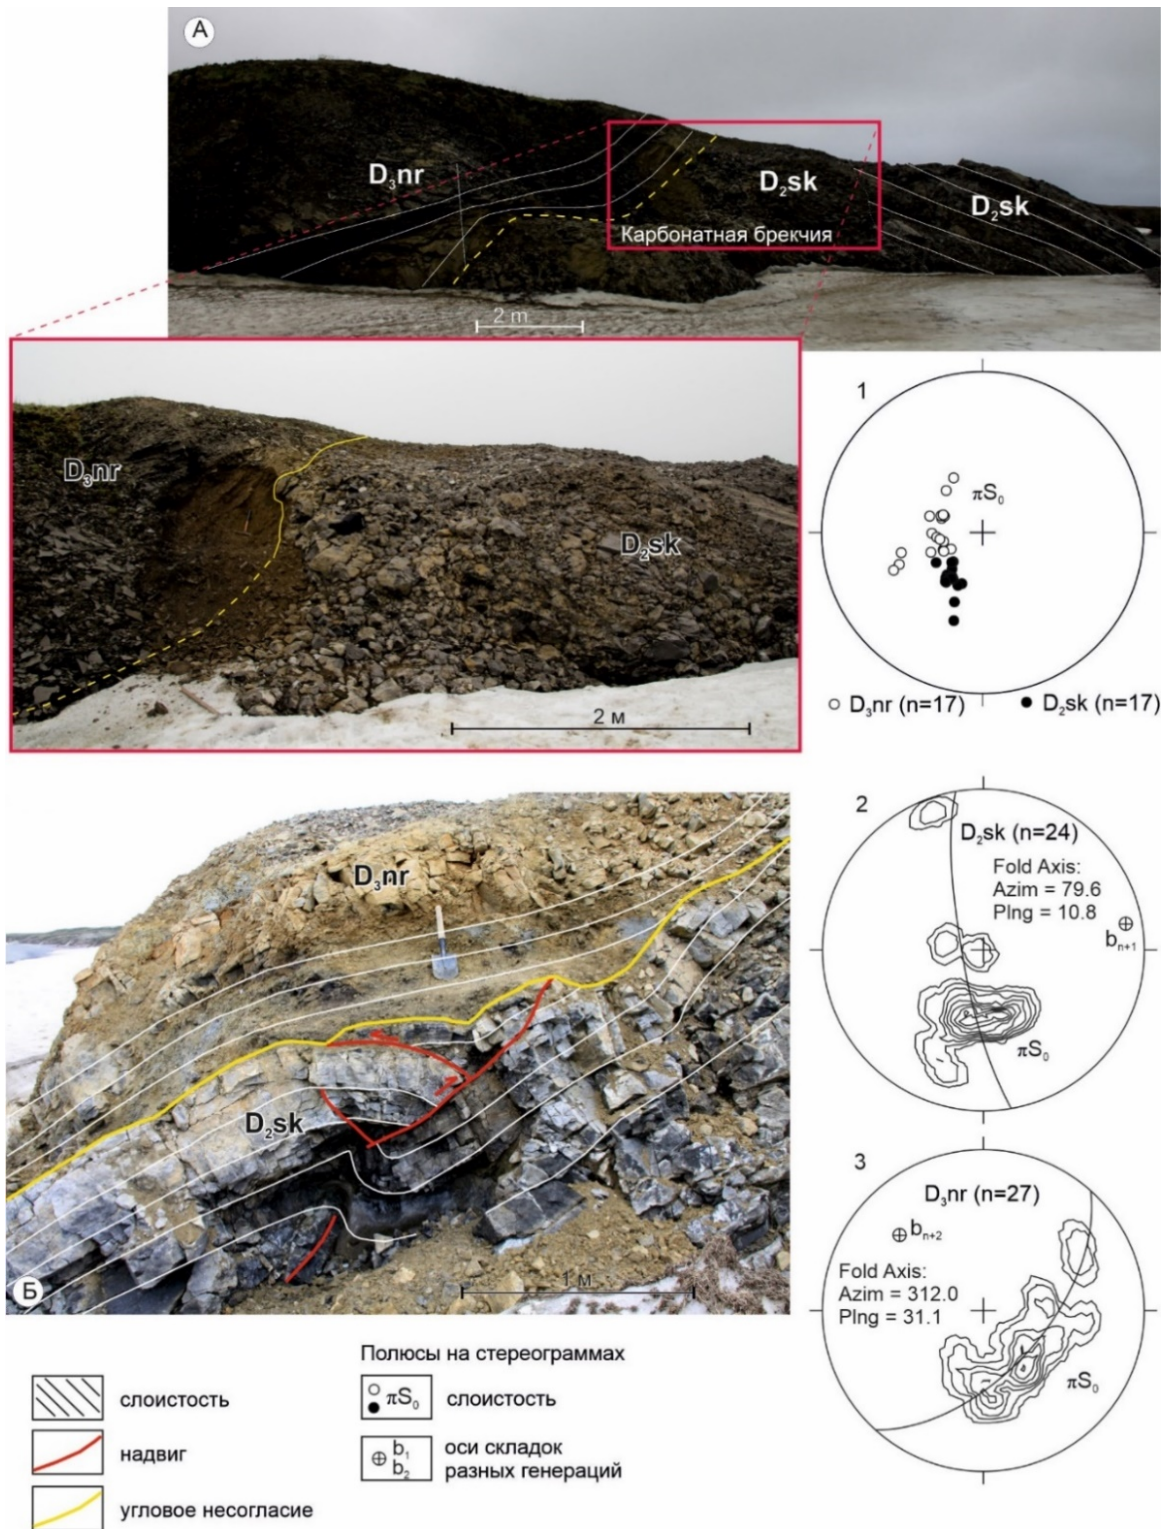 А
D₃nr
D₂sk
D₂sk
Карбонатная брекчия
2 m
D₃nr
D₂sk
2 м
1
πS₀
D₃nr (n=17)
D₂sk (n=17)
D₃nr
D₂sk
Б
1 м
2
D₂sk (n=24)
Fold Axis:
Azim = 79.6
Plng = 10.8
bₙ₊₁
πS₀
3
D₃nr (n=27)
bₙ₊₂
Fold Axis:
Azim = 312.0
Plng = 31.1
πS₀
слоистость
надвиг
угловое несогласие
Полюсы на стереограммах
πS₀
слоистость
b₁
b₂
оси складок
разных генераций